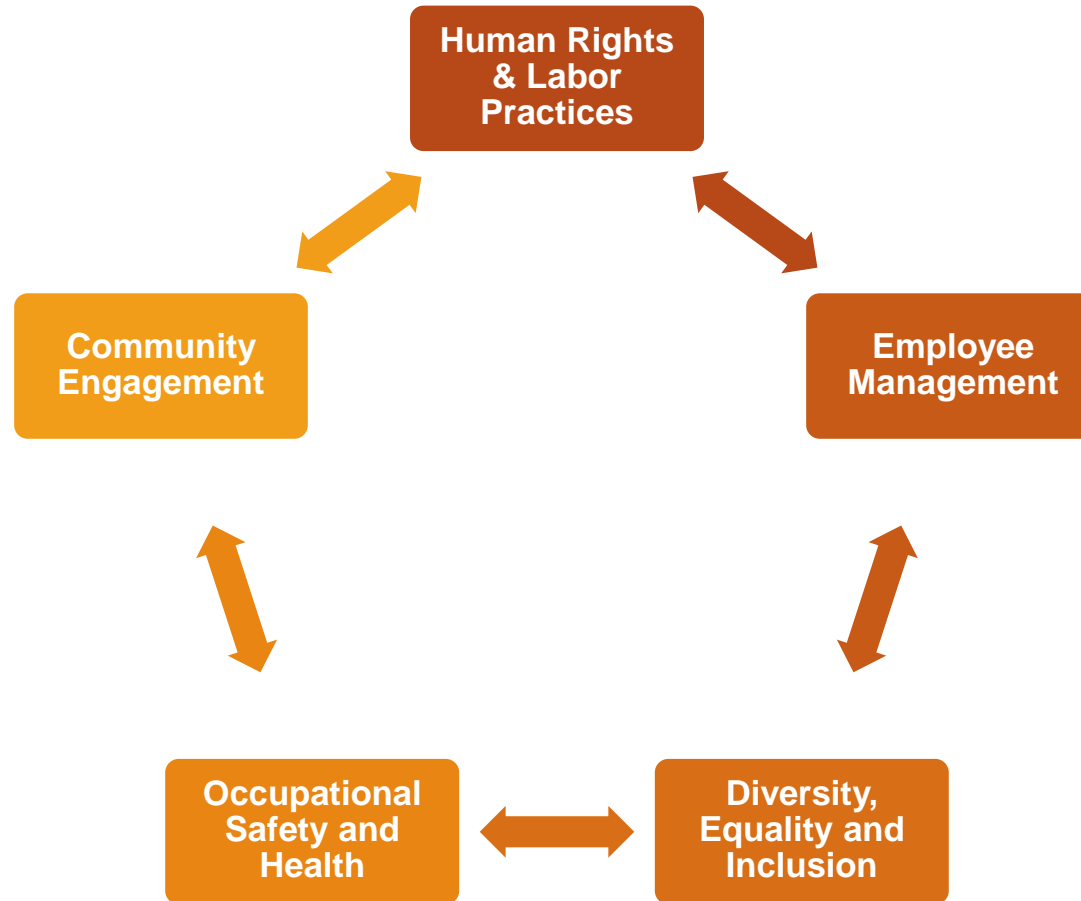 Human Rights
& Labor
Practices
Community
Engagement
Employee
Management
Occupational
Safety and
Health
Diversity,
Equality and
Inclusion